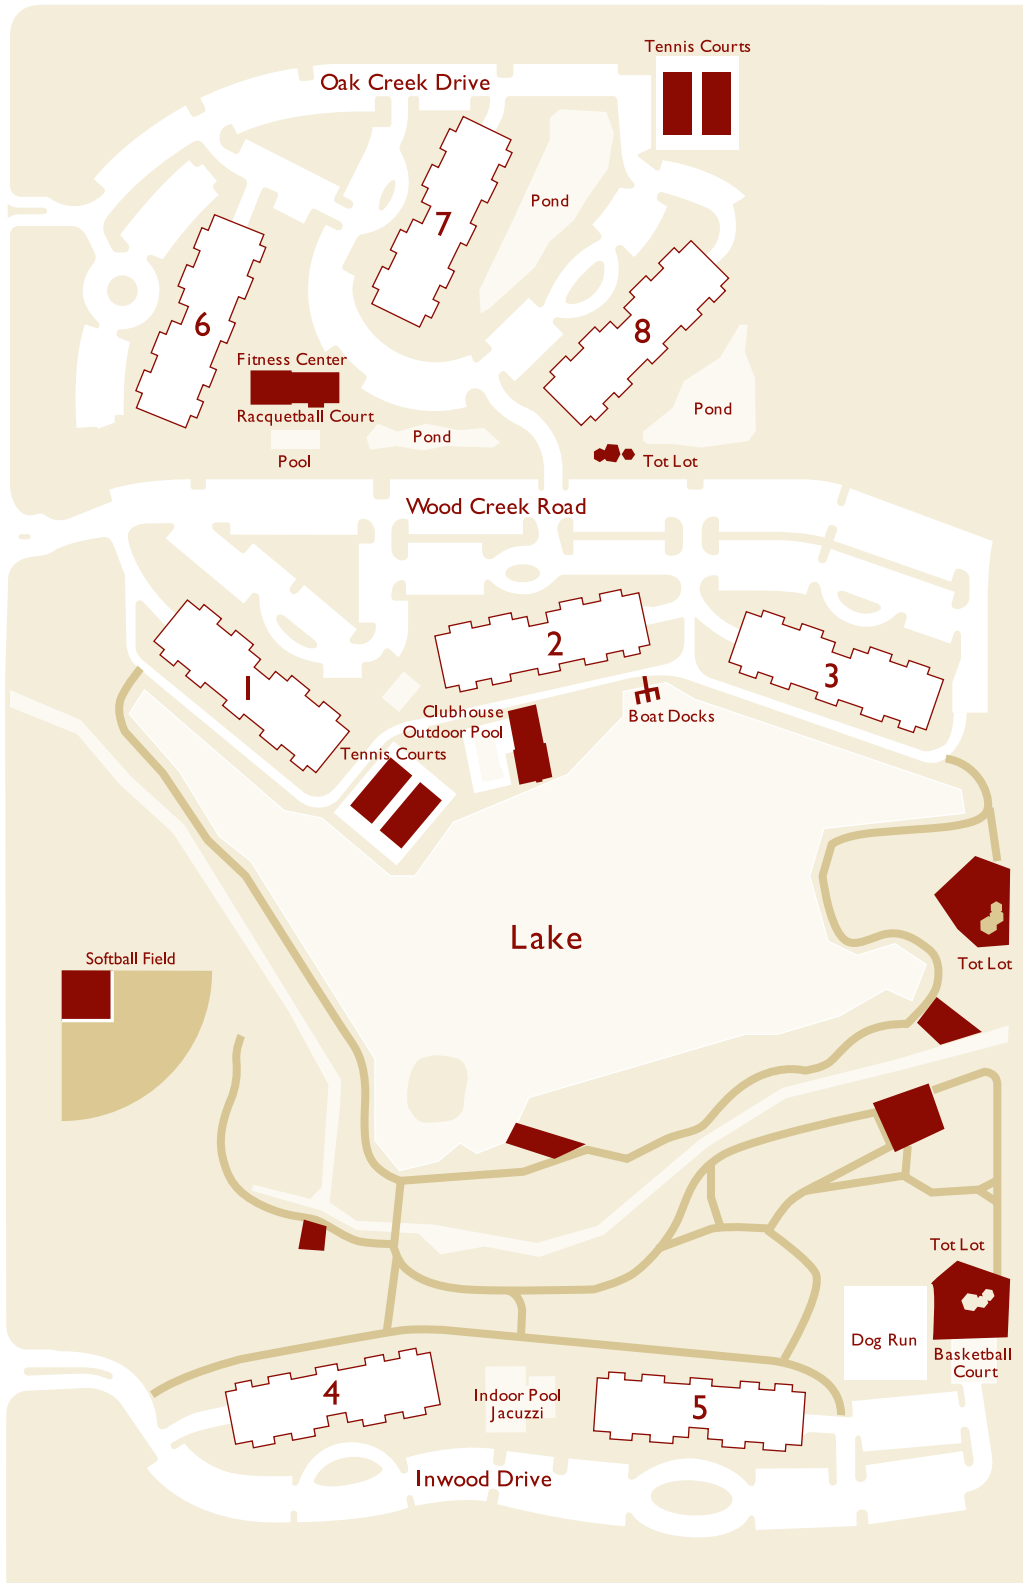 Tennis Courts
Oak Creek Drive
Pond
7
6
8
Fitness Center
Racquetball Court
Pond
Pond
Pool
Tot Lot
Wood Creek Road
2
3
1
Clubhouse
Outdoor Pool
Boat Docks
Tennis Courts
Lake
Softball Field
Tot Lot
Tot Lot
Dog Run
Basketball
Court
4
Indoor Pool
Jacuzzi
5
Inwood Drive